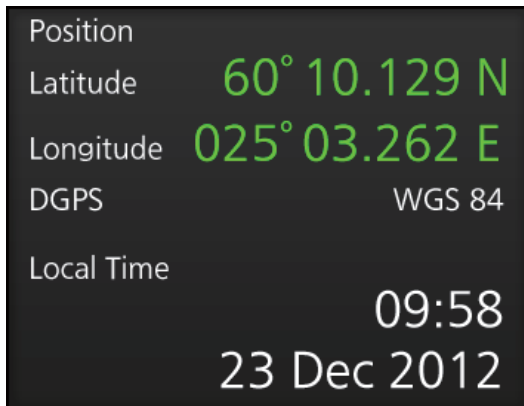 Position
Latitude 60° 10.129 N
Longitude 025° 03.262 E
DGPS WGS 84
Local Time
09:58
23 Dec 2012